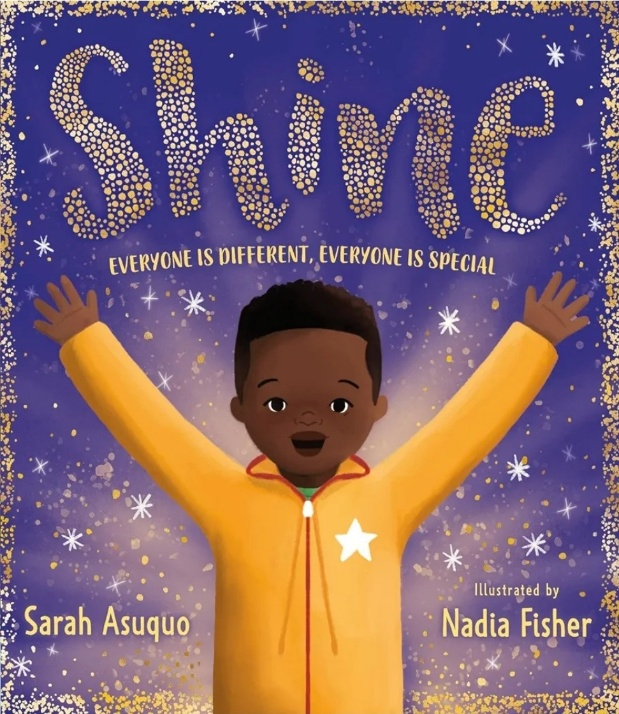 Shine
EVERYONE IS DIFFERENT, EVERYONE IS SPECIAL
Illustrated by
Sarah Asuquo
Nadia Fisher